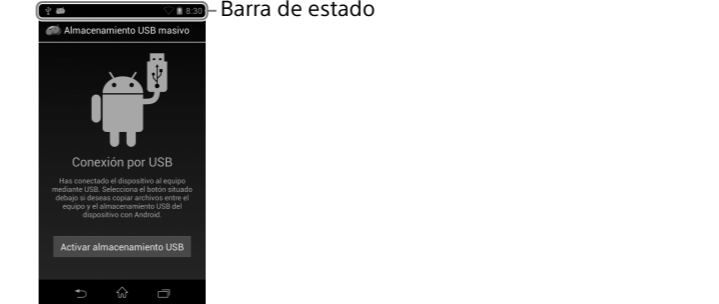 8:30
Barra de estado
Almacenamiento USB masivo
Conexión por USB
Has conectado el dispositivo al equipo
mediante USB. Selecciona el botón situado
debajo si deseas copiar archivos entre el
equipo y el almacenamiento USB del
dispositivo con Android.
Activar almacenamiento USB